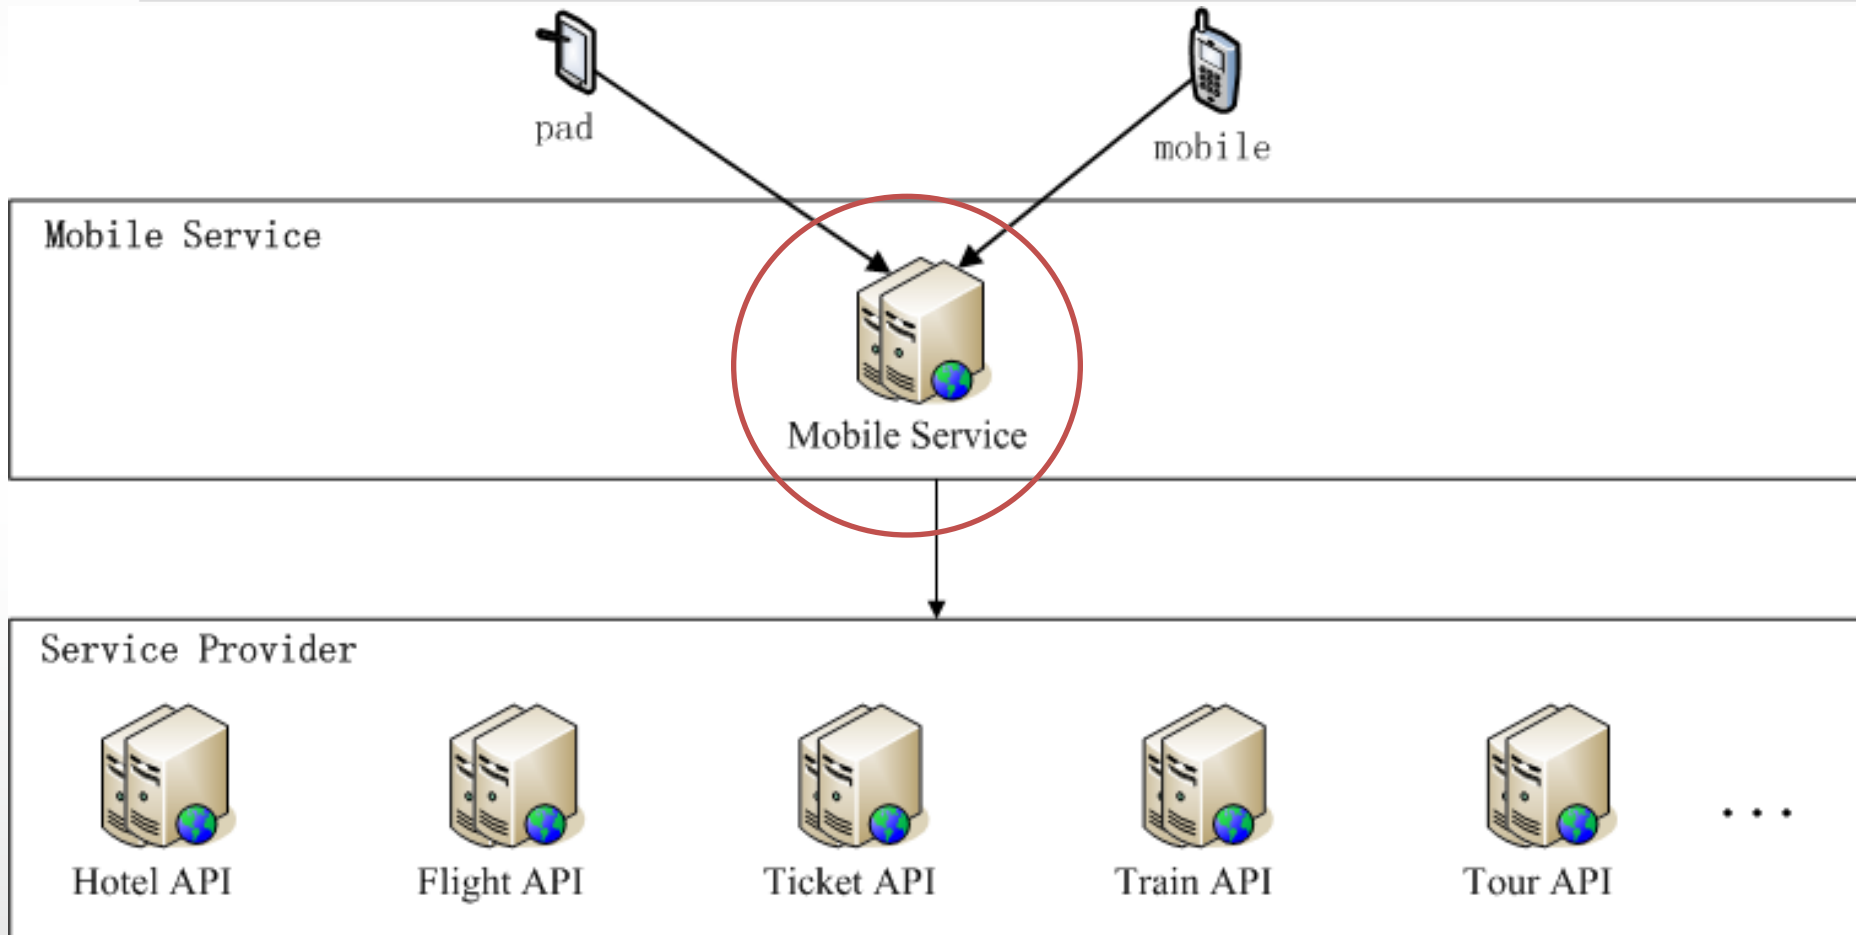 pad
mobile
Mobile Service
Mobile Service
Service Provider
Hotel API
Flight API
Ticket API
Train API
Tour API
...